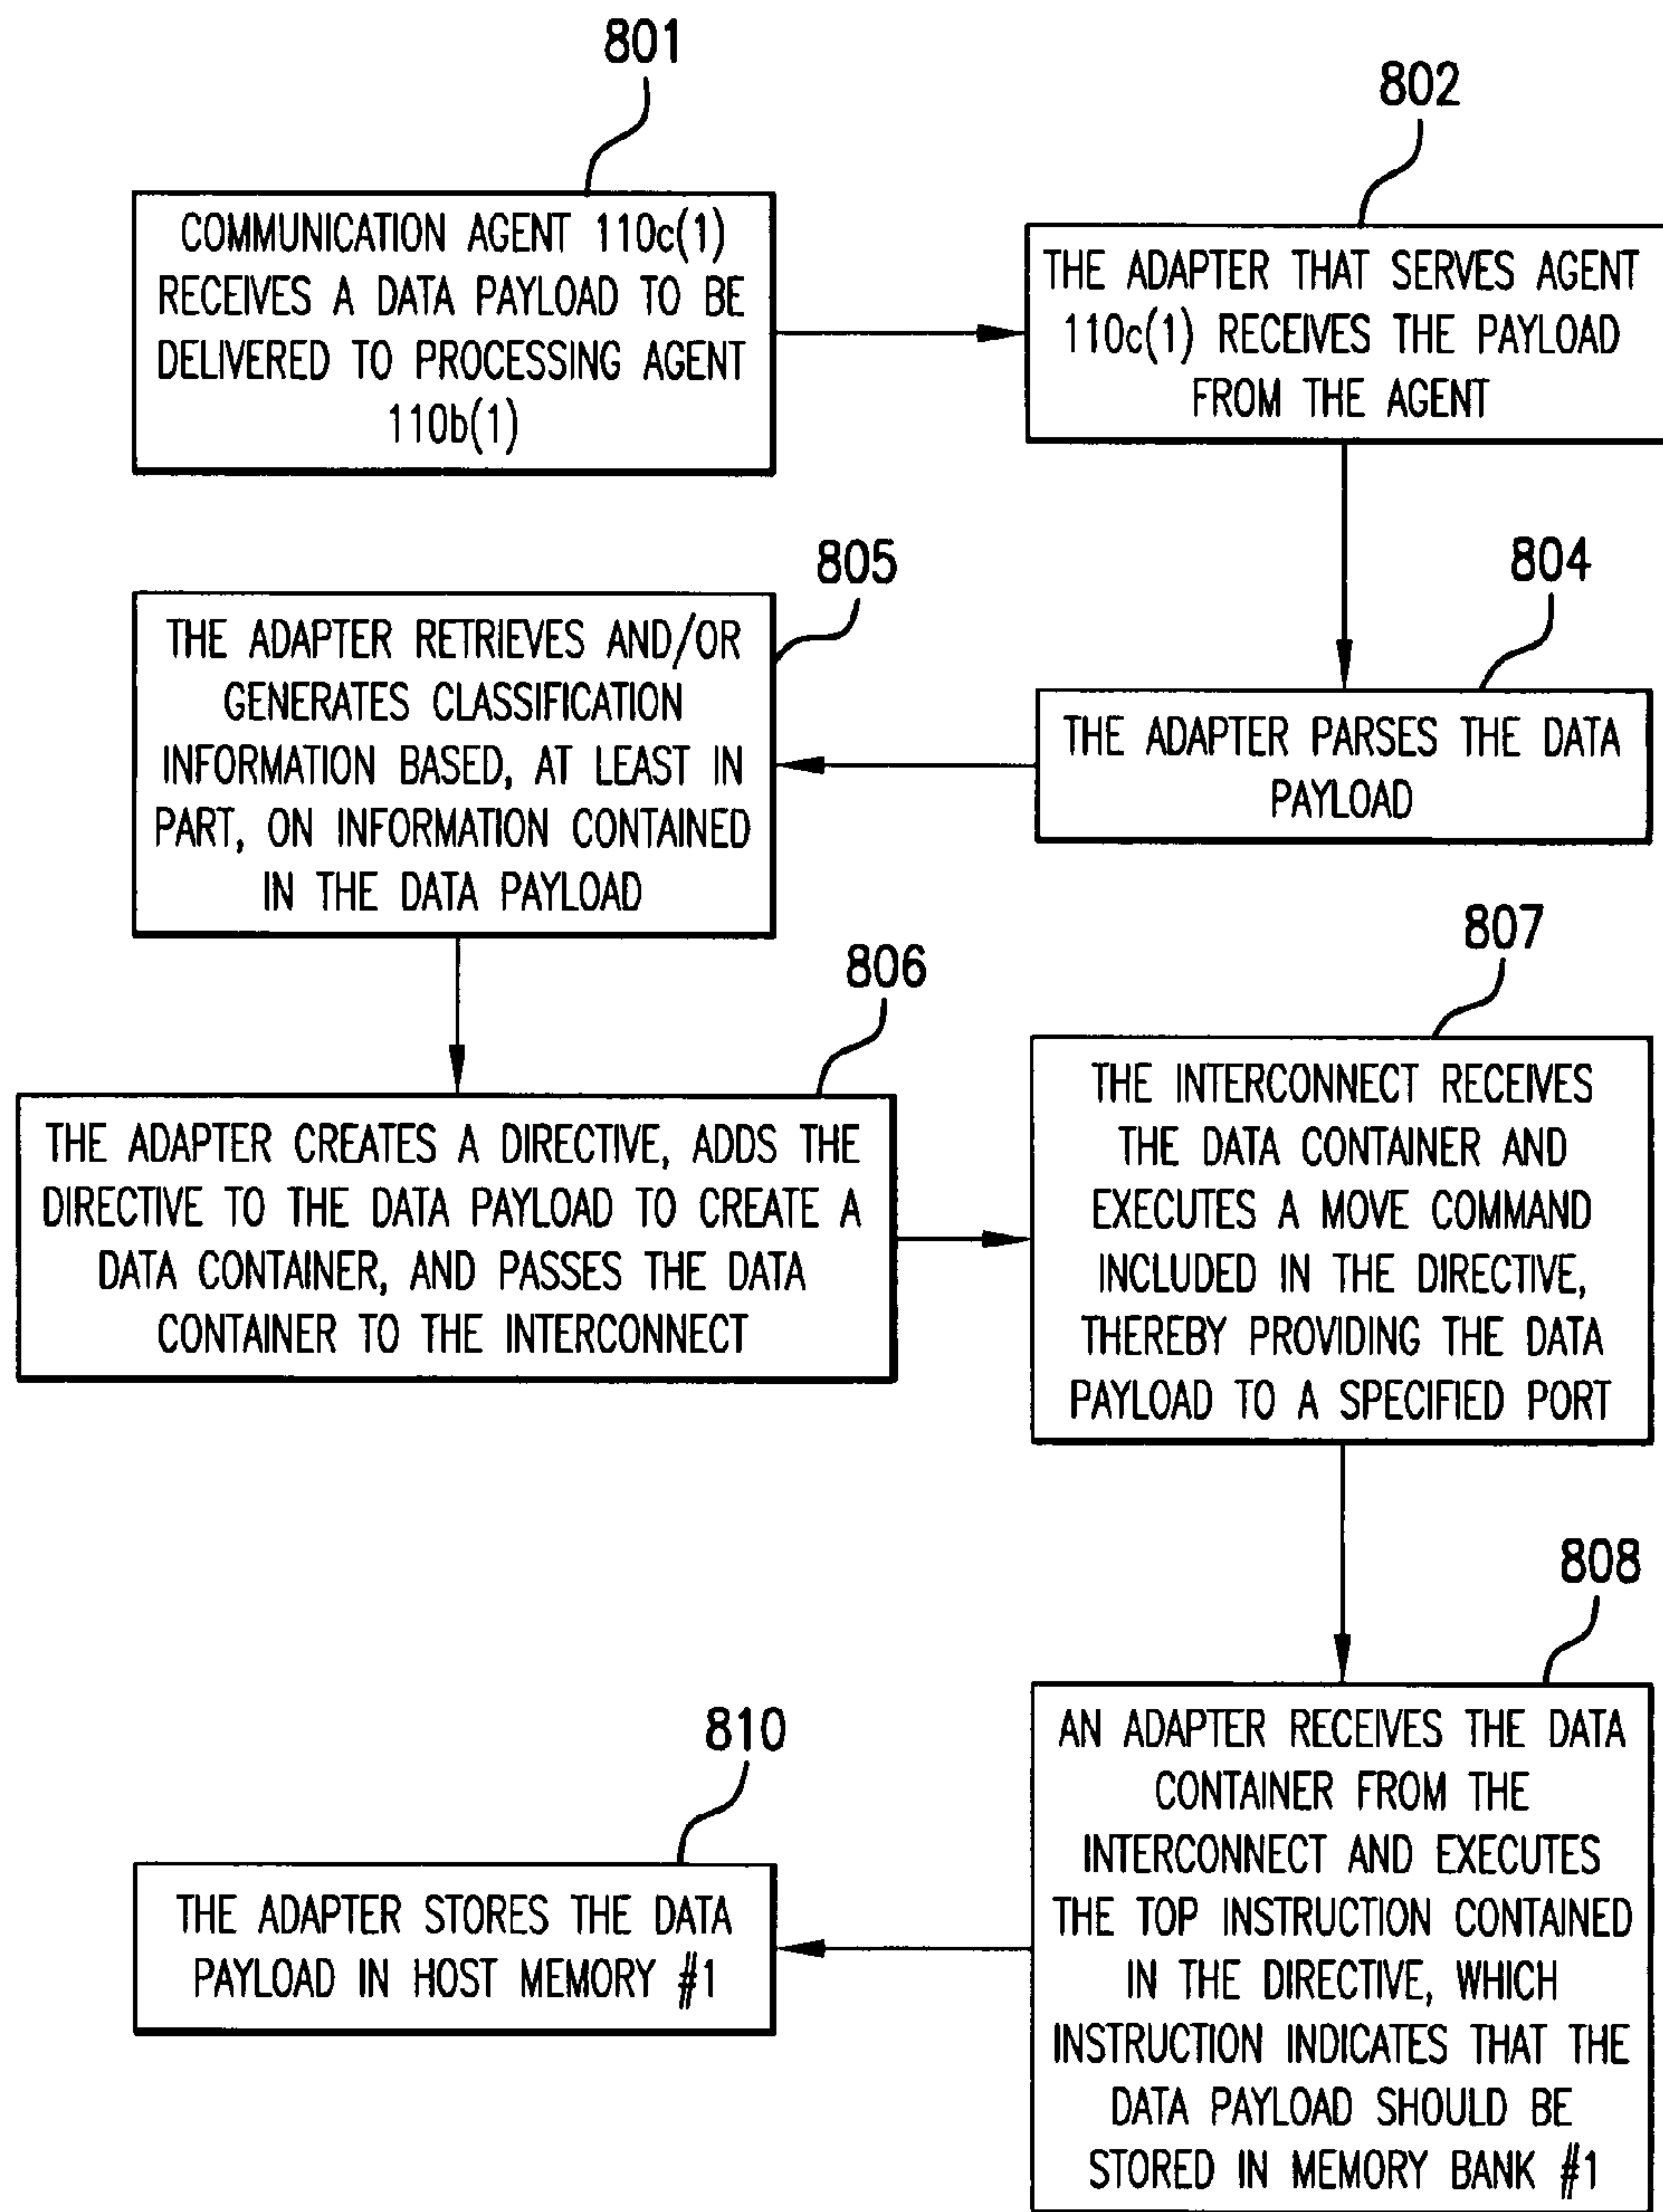 801
COMMUNICATION AGENT 110c(1)
RECEIVES A DATA PAYLOAD TO BE
DELIVERED TO PROCESSING AGENT
110b(1)
802
THE ADAPTER THAT SERVES AGENT
110c(1) RECEIVES THE PAYLOAD
FROM THE AGENT
804
THE ADAPTER PARSES THE DATA
PAYLOAD
805
THE ADAPTER RETRIEVES AND/OR
GENERATES CLASSIFICATION
INFORMATION BASED, AT LEAST IN
PART, ON INFORMATION CONTAINED
IN THE DATA PAYLOAD
806
THE ADAPTER CREATES A DIRECTIVE, ADDS THE
DIRECTIVE TO THE DATA PAYLOAD TO CREATE A
DATA CONTAINER, AND PASSES THE DATA
CONTAINER TO THE INTERCONNECT
807
THE INTERCONNECT RECEIVES
THE DATA CONTAINER AND
EXECUTES A MOVE COMMAND
INCLUDED IN THE DIRECTIVE,
THEREBY PROVIDING THE DATA
PAYLOAD TO A SPECIFIED PORT
808
AN ADAPTER RECEIVES THE DATA
CONTAINER FROM THE
INTERCONNECT AND EXECUTES
THE TOP INSTRUCTION CONTAINED
IN THE DIRECTIVE, WHICH
INSTRUCTION INDICATES THAT THE
DATA PAYLOAD SHOULD BE
STORED IN MEMORY BANK #1
810
THE ADAPTER STORES THE DATA
PAYLOAD IN HOST MEMORY #1